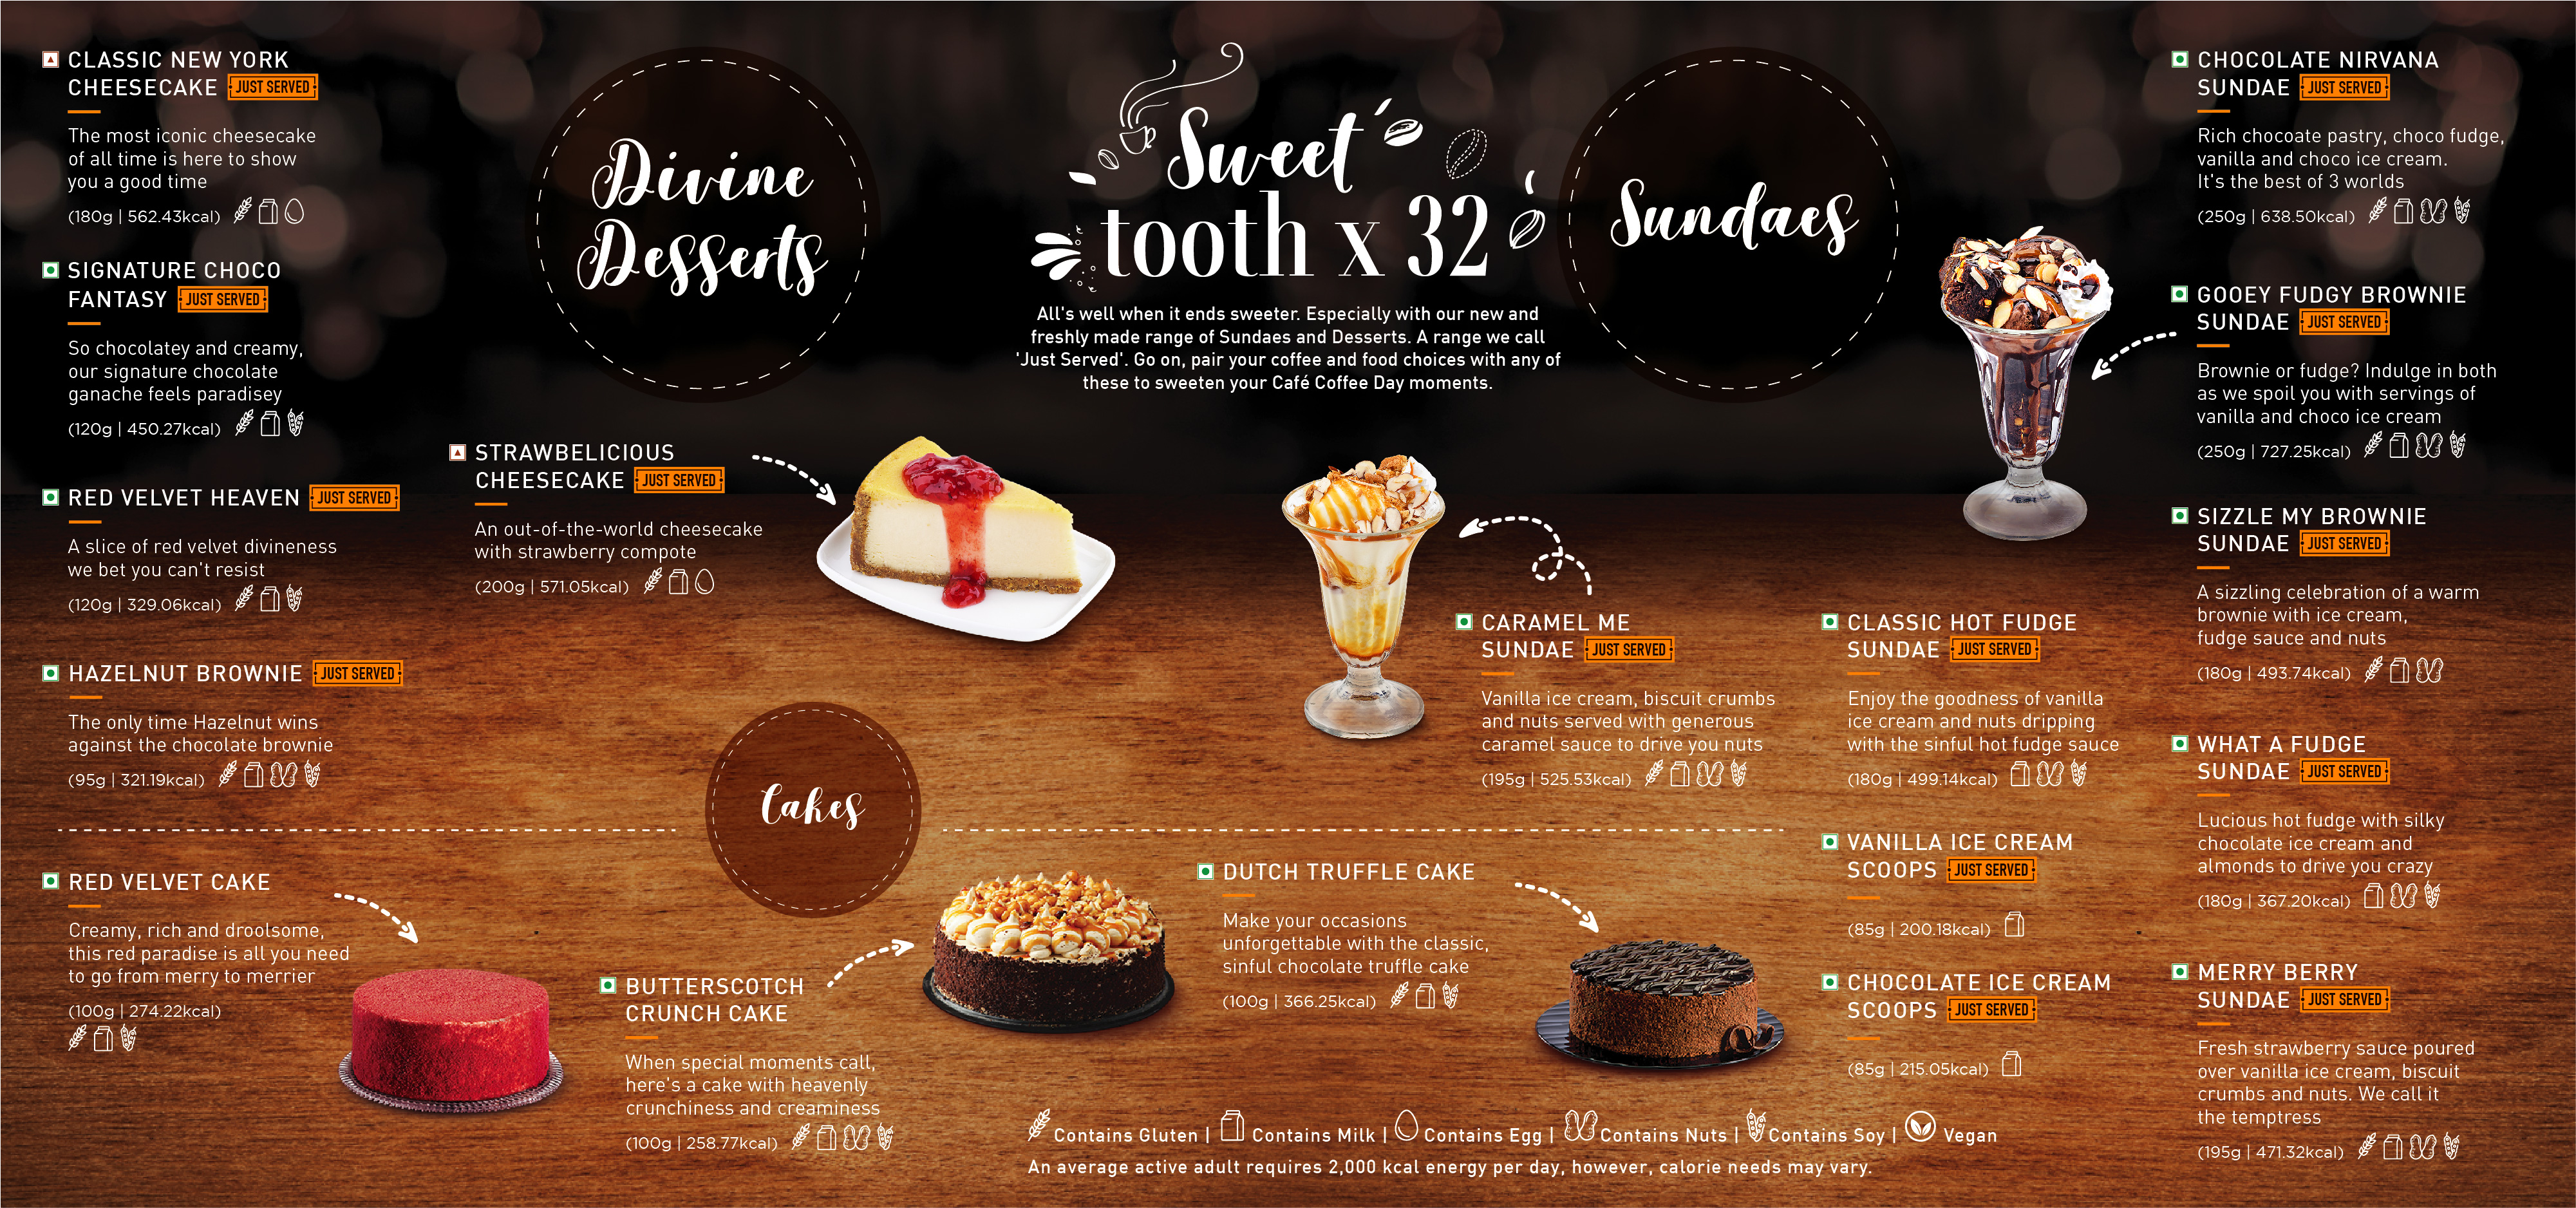 CLASSIC NEW YORK
CHEESECAKE JUST SERVED
The most iconic cheesecake
of all time is here to show
you a good time
(180g | 562.43kcal)
SIGNATURE CHOCO
FANTASY JUST SERVED
So chocolatey and creamy,
our signature chocolate
ganache feels paradisey
(120g | 450.27kcal)
RED VELVET HEAVEN JUST SERVED
A slice of red velvet divineness
we bet you can't resist
(120g | 329.06kcal)
HAZELNUT BROWNIE JUST SERVED
The only time Hazelnut wins
against the chocolate brownie
(95g | 321.19kcal)
Divine
Desserts
STRAWBELICIOUS
CHEESECAKE JUST SERVED
An out-of-the-world cheesecake
with strawberry compote
(200g | 571.05kcal)
Sweet
tooth x 32
All's well when it ends sweeter. Especially with our new and
freshly made range of Sundaes and Desserts. A range we call
'Just Served'. Go on, pair your coffee and food choices with any of
these to sweeten your Café Coffee Day moments.
Cakes
RED VELVET CAKE
Creamy, rich and droolsome,
this red paradise is all you need
to go from merry to merrier
(100g | 274.22kcal)
BUTTERSCOTCH
CRUNCH CAKE
When special moments call,
here's a cake with heavenly
crunchiness and creaminess
(100g | 258.77kcal)
DUTCH TRUFFLE CAKE
Make your occasions
unforgettable with the classic,
sinful chocolate truffle cake
(100g | 366.25kcal)
Sundaes
CARAMEL ME
SUNDAE JUST SERVED
Vanilla ice cream, biscuit crumbs
and nuts served with generous
caramel sauce to drive you nuts
(195g | 525.53kcal)
CLASSIC HOT FUDGE
SUNDAE JUST SERVED
Enjoy the goodness of vanilla
ice cream and nuts dripping
with the sinful hot fudge sauce
(180g | 499.14kcal)
VANILLA ICE CREAM
SCOOPS JUST SERVED
(85g | 200.18kcal)
CHOCOLATE ICE CREAM
SCOOPS JUST SERVED
(85g | 215.05kcal)
CHOCOLATE NIRVANA
SUNDAE JUST SERVED
Rich chocoate pastry, choco fudge,
vanilla and choco ice cream.
It's the best of 3 worlds
(250g | 638.50kcal)
GOOEY FUDGY BROWNIE
SUNDAE JUST SERVED
Brownie or fudge? Indulge in both
as we spoil you with servings of
vanilla and choco ice cream
(250g | 727.25kcal)
SIZZLE MY BROWNIE
SUNDAE JUST SERVED
A sizzling celebration of a warm
brownie with ice cream,
fudge sauce and nuts
(180g | 493.74kcal)
WHAT A FUDGE
SUNDAE JUST SERVED
Lucious hot fudge with silky
chocolate ice cream and
almonds to drive you crazy
(180g | 367.20kcal)
MERRY BERRY
SUNDAE JUST SERVED
Fresh strawberry sauce poured
over vanilla ice cream, biscuit
crumbs and nuts. We call it
the temptress
(195g | 471.32kcal)
Contains Gluten | Contains Milk | Contains Egg | Contains Nuts | Contains Soy | Vegan
An average active adult requires 2,000 kcal energy per day, however, calorie needs may vary.